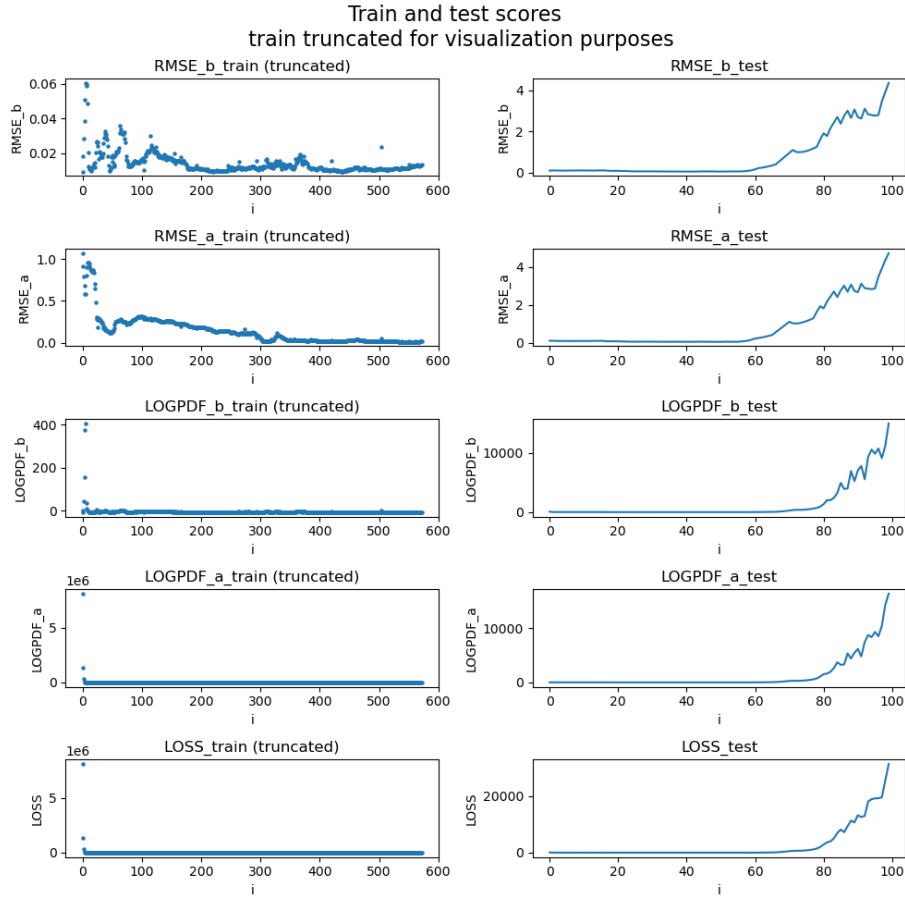 Train and test scores
train truncated for visualization purposes
RMSE_b_train (truncated)
RMSE_b
0.06
0.04
0.02
0 100 200 300 400 500 600
i
RMSE_b_test
4
2
0
0 20 40 60 80 100
i
RMSE_a_train (truncated)
RMSE_a
1.0
0.5
0.0
0 100 200 300 400 500 600
i
RMSE_a_test
RMSE_a
4
2
0
0 20 40 60 80 100
i
LOGPDF_b_train (truncated)
LOGPDF_b
400
200
0
0 100 200 300 400 500 600
i
LOGPDF_b_test
LOGPDF_b
10000
0
0 20 40 60 80 100
i
LOGPDF_a_train (truncated)
1e6
LOGPDF_a
5
0
0 100 200 300 400 500 600
i
LOGPDF_a_test
LOGPDF_a
10000
0
0 20 40 60 80 100
i
LOSS_train (truncated)
1e6
LOSS
5
0
0 100 200 300 400 500 600
i
LOSS_test
LOSS
20000
0
0 20 40 60 80 100
i